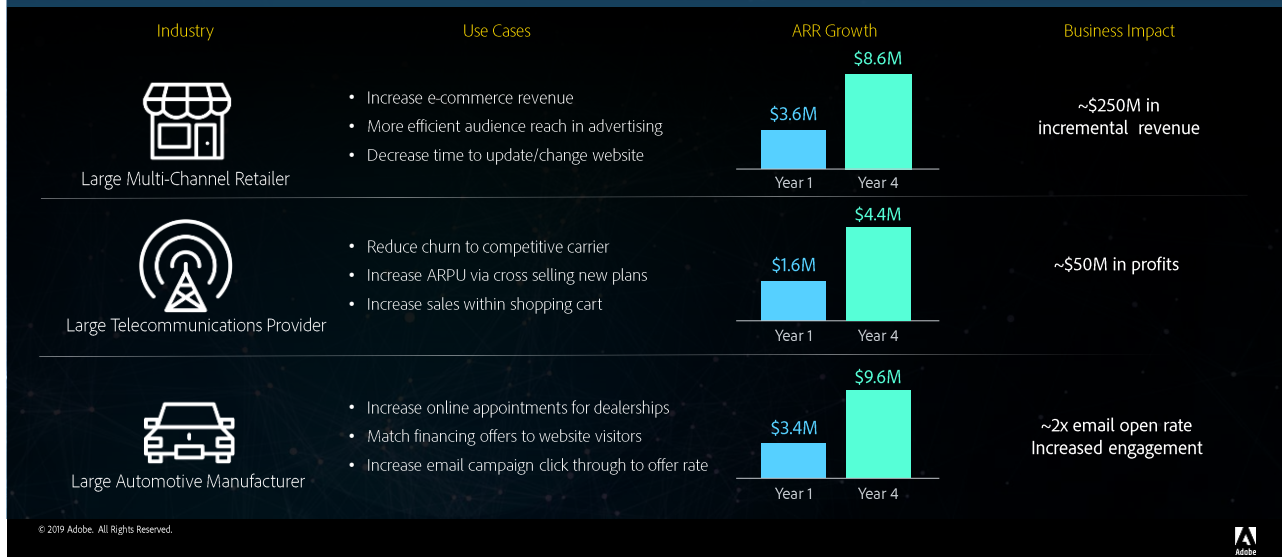 Industry
Use Cases
ARR Growth
Business Impact
Large Multi-Channel Retailer
• Increase e-commerce revenue
• More efficient audience reach in advertising
• Decrease time to update/change website
$3.6M
$8.6M
Year 1
Year 4
~$250M in
incremental revenue
Large Telecommunications Provider
• Reduce churn to competitive carrier
• Increase ARPU via cross selling new plans
• Increase sales within shopping cart
$1.6M
$4.4M
Year 1
Year 4
~$50M in profits
Large Automotive Manufacturer
• Increase online appointments for dealerships
• Match financing offers to website visitors
• Increase email campaign click through to offer rate
$3.4M
$9.6M
Year 1
Year 4
~2x email open rate
Increased engagement
© 2019 Adobe. All Rights Reserved.
Adobe